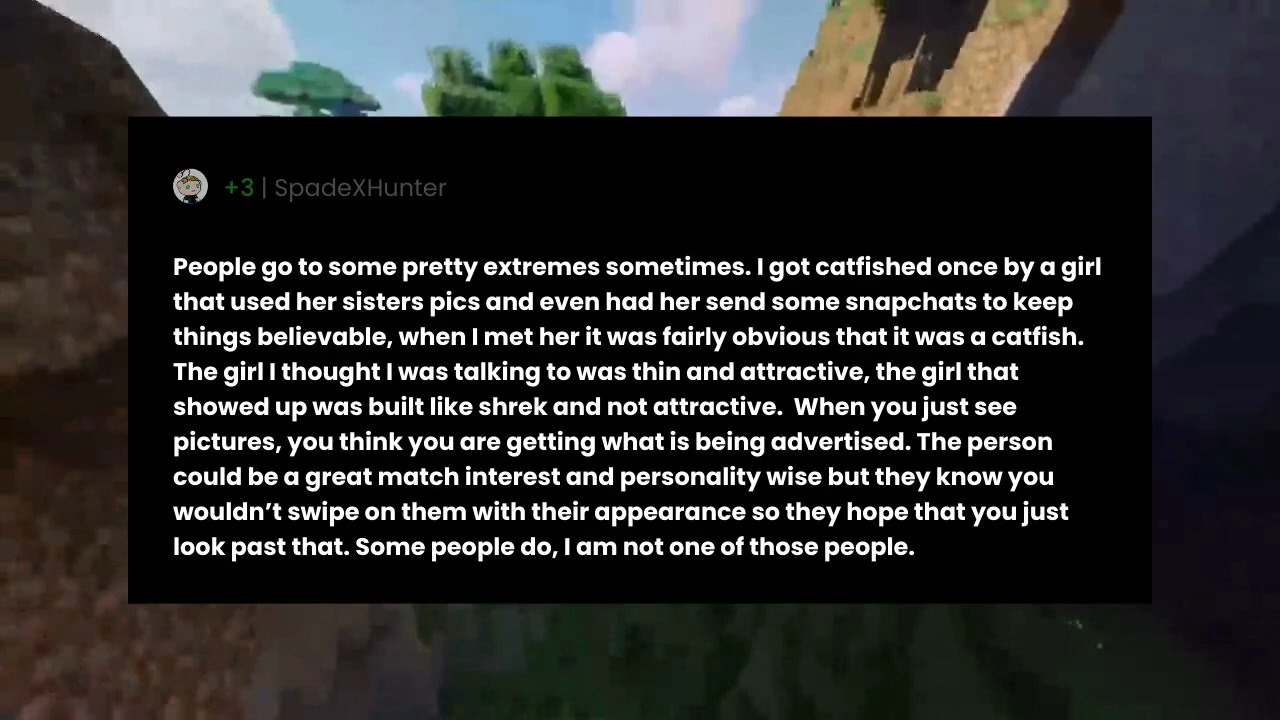 +3 | SpadeXHunter
People go to some pretty extremes sometimes. I got catfished once by a girl
that used her sisters pics and even had her send some snapchats to keep
things believable, when I met her it was fairly obvious that it was a catfish.
The girl I thought I was talking to was thin and attractive, the girl that
showed up was built like shrek and not attractive.  When you just see
pictures, you think you are getting what is being advertised. The person
could be a great match interest and personality wise but they know you
wouldn’t swipe on them with their appearance so they hope that you just
look past that. Some people do, I am not one of those people.